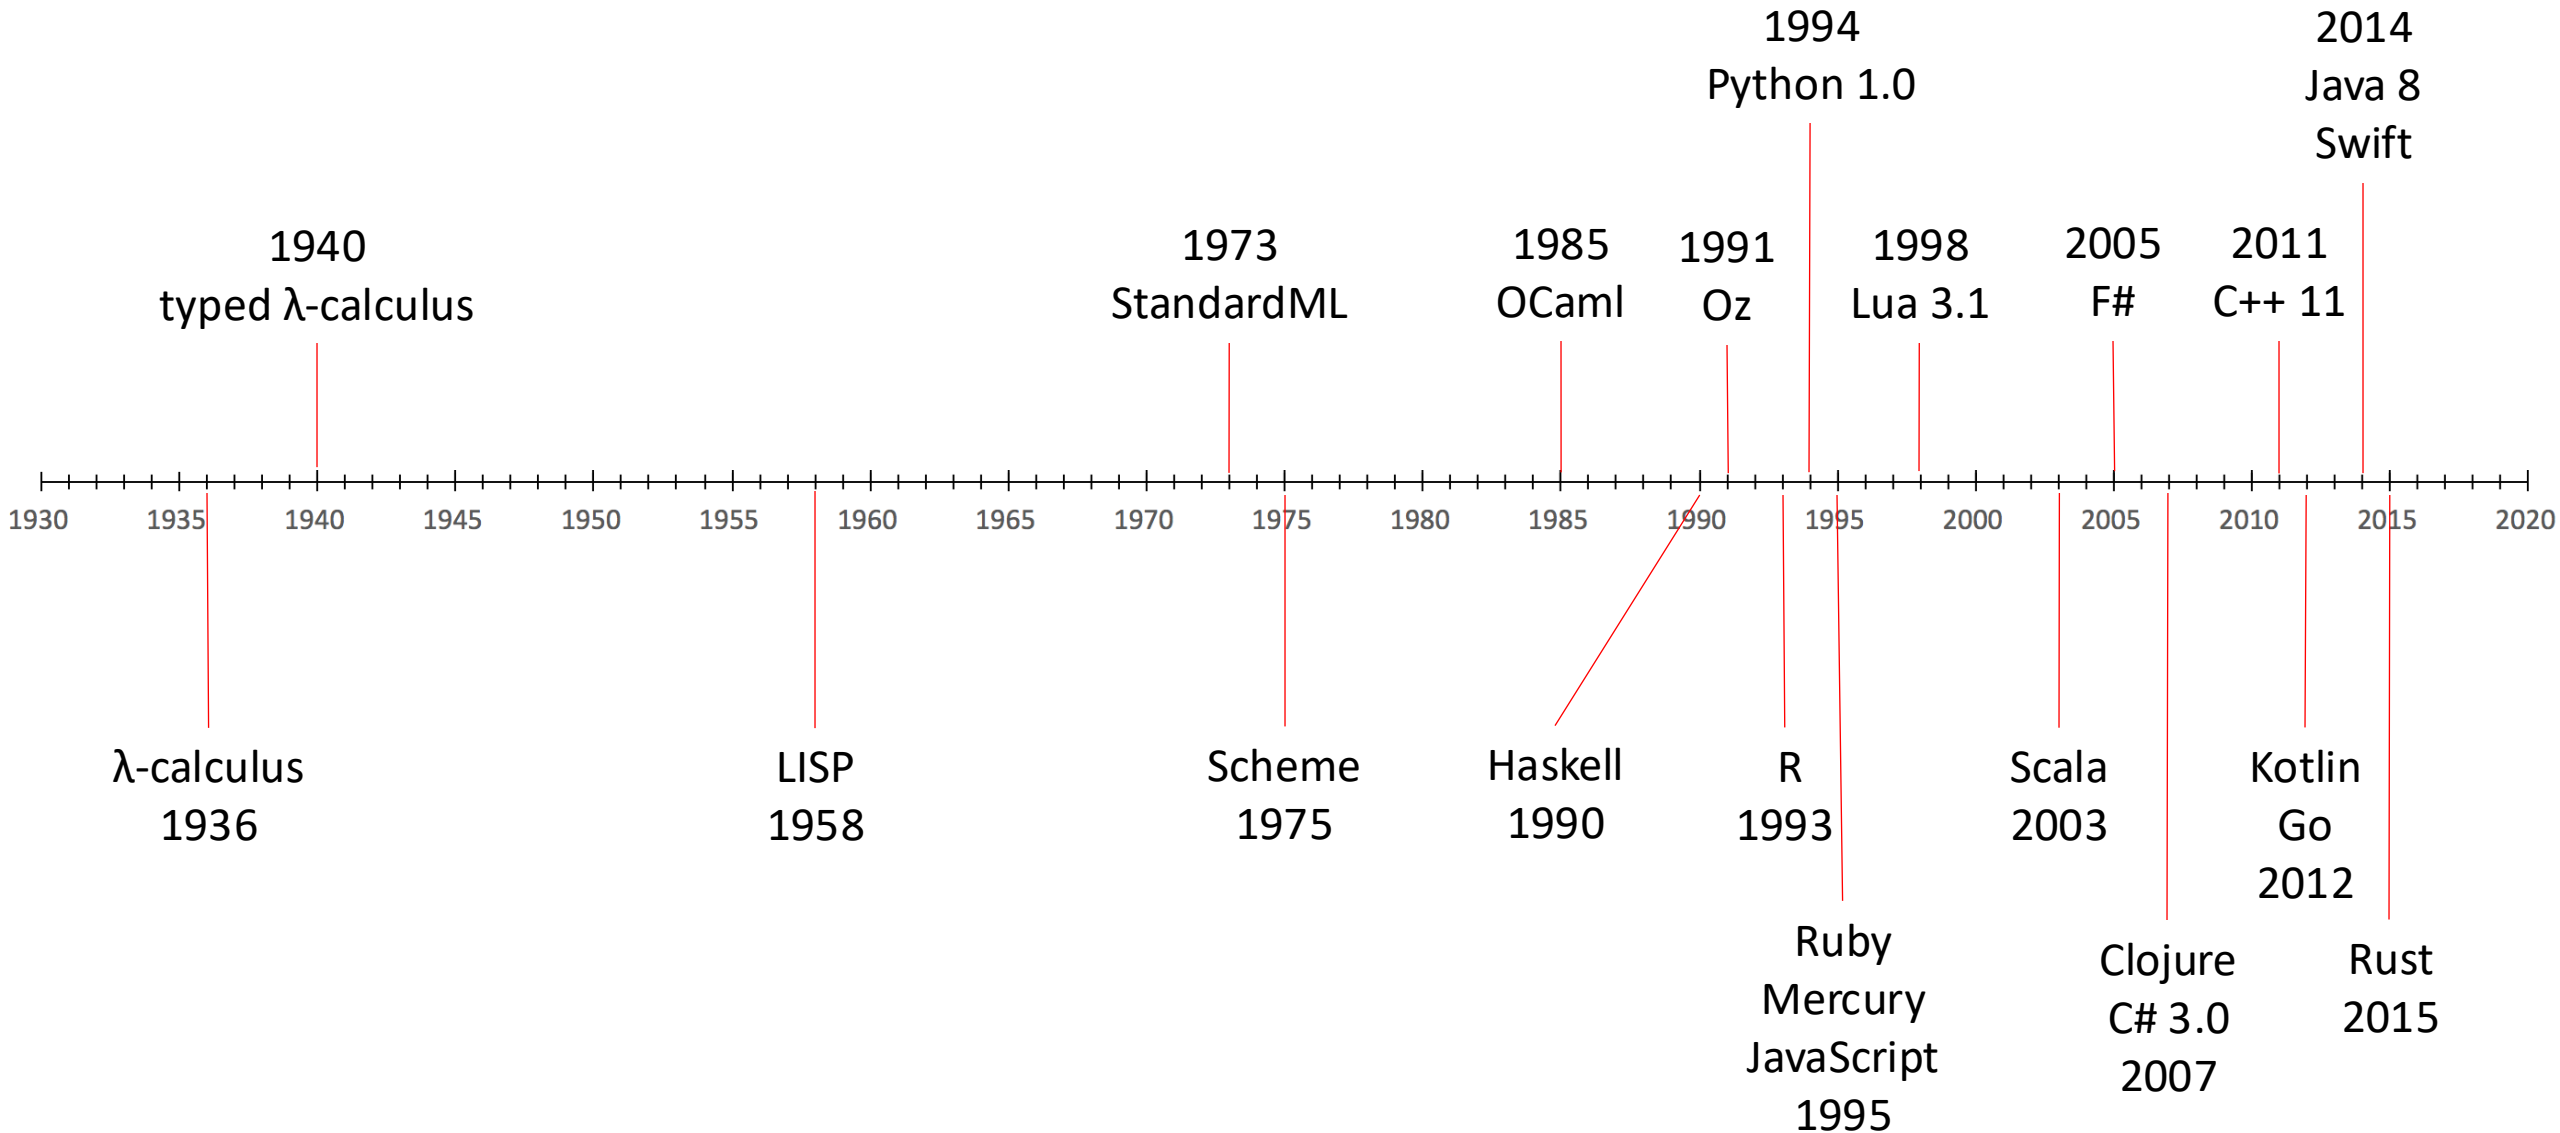 1994
Python 1.0
2014
Java 8
Swift
1940
typed λ-calculus
1973
StandardML
1985
OCaml
1991
Oz
1998
Lua 3.1
2005
F#
2011
C++ 11
1930 1935 1940 1945 1950 1955 1960 1965 1970 1975 1980 1985 1990 1995 2000 2005 2010 2015 2020
λ-calculus
1936
LISP
1958
Scheme
1975
Haskell
1990
R
1993
Ruby
Mercury
JavaScript
1995
Scala
2003
Clojure
C# 3.0
2007
Kotlin
Go
2012
Rust
2015